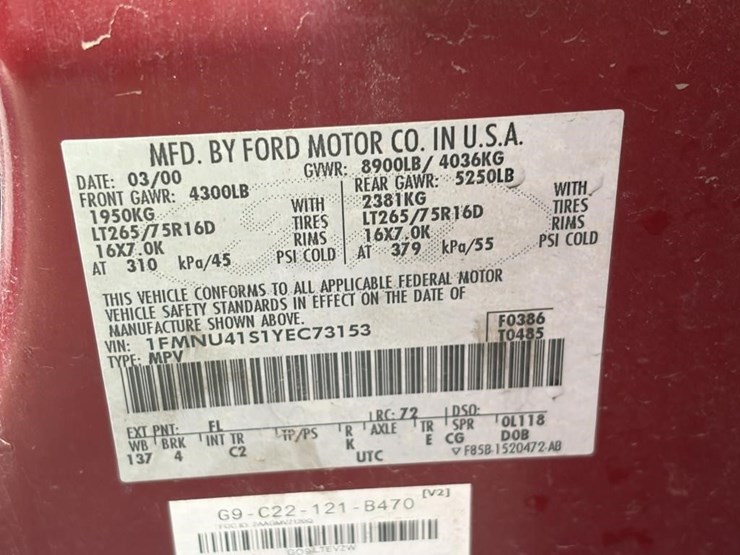 MFD. BY FORD MOTOR CO. IN U.S.A.
DATE: 03/00 GVWR: 8900LB/ 4036KG
FRONT GAWR: 4300LB REAR GAWR: 5250LB
1950KG WITH 2381KG WITH
LT265/75R16D TIRES LT265/75R16D TIRES
16X7.0K RIMS 16X7.0K RIMS
AT 310 kPa/45 PSI COLD AT 379 kPa/55 PSI COLD
THIS VEHICLE CONFORMS TO ALL APPLICABLE FEDERAL MOTOR
VEHICLE SAFETY STANDARDS IN EFFECT ON THE DATE OF
MANUFACTURE SHOWN ABOVE.
VIN: 1FMNU41S1YEC73153 F0386
TYPE: MPV T0485
EXT PNT: FL RC: 72 DSO:
WB BRK INT TR TP/PS R AXLE TR SPR OL118
137 4 C2 K E CG DOB
UTC ▽ F85B-1520472-AB
G9-C22-121-B470 [V2]